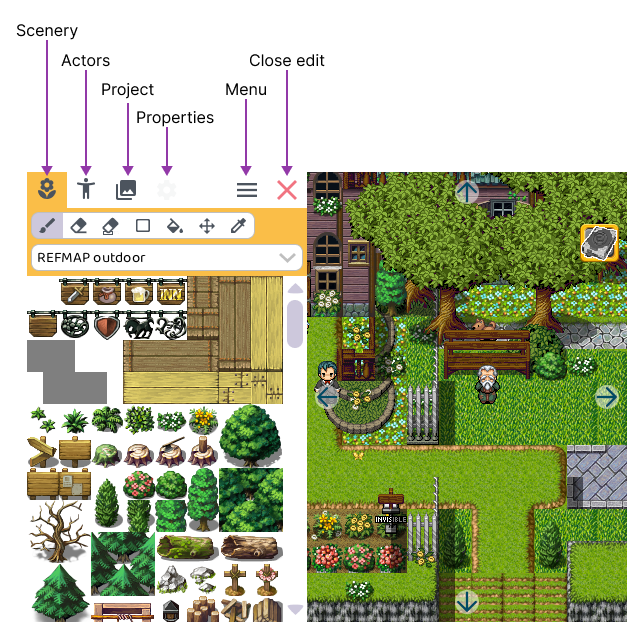 Scenery
Actors
Close edit
Project
Menu
Properties
REFMAP outdoor
INN
INVISIBLE